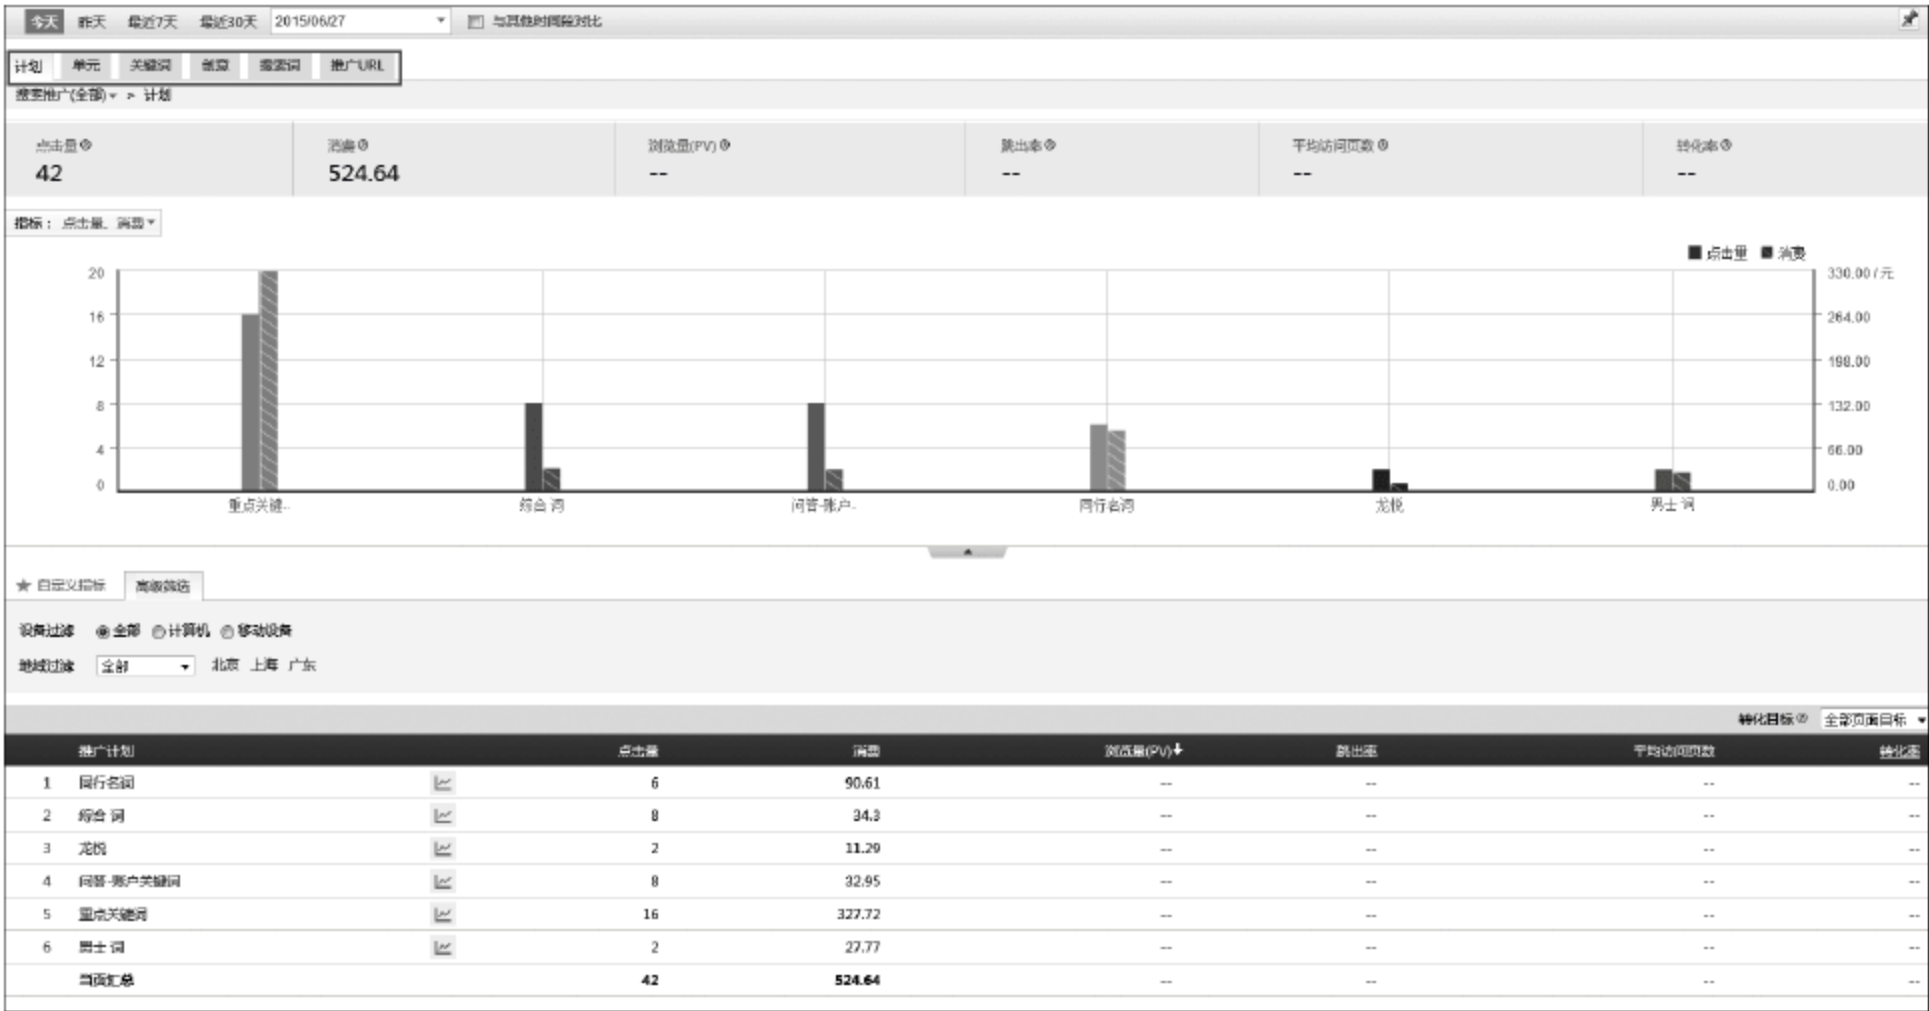 今天 昨天 最近7天 最近30天 2015/06/27 与其他时间段对比
计划 单元 关键词 创意 搜索词 推广URL
搜索推广(全部) > 计划
点击量 消费 浏览量(PV) 跳出率 平均访问页数 转化率
42 524.64 -- -- -- --
指标： 点击量、消费
点击量 消费
20 330.00/元
16 264.00
12 198.00
8 132.00
4 66.00
0 0.00
重点关键.. 综合 词 问答-账户.. 同行名词 龙悦 男士 词
自定义指标 高级筛选
设备过滤 全部 计算机 移动设备
地域过滤 全部 北京 上海 广东
转化目标 全部页面目标
推广计划 点击量 消费 浏览量(PV) 跳出率 平均访问页数 转化率
1 同行名词 6 90.61 -- -- -- --
2 综合 词 8 34.3 -- -- -- --
3 龙悦 2 11.29 -- -- -- --
4 问答-账户关键词 8 32.95 -- -- -- --
5 重点关键词 16 327.72 -- -- -- --
6 男士 词 2 27.77 -- -- -- --
当页汇总 42 524.64 -- -- -- --